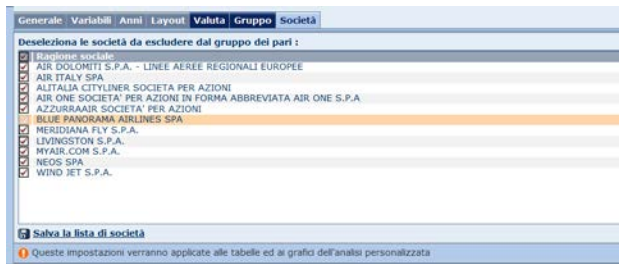 Generale Variabili Anni Layout Valuta Gruppo Società
Deseleziona le società da escludere dal gruppo dei pari :
Ragione sociale
AIR DOLOMITI S.P.A. - LINEE AEREE REGIONALI EUROPEE
AIR ITALY SPA
ALITALIA CITYLINER SOCIETA PER AZIONI
AIR ONE SOCIETA' PER AZIONI IN FORMA ABBREVIATA AIR ONE S.P.A
AZZURRAAIR SOCIETA' PER AZIONI
BLUE PANORAMA AIRLINES SPA
MERIDIANA FLY S.P.A.
LIVINGSTON S.P.A.
MYAIR.COM S.P.A.
NEOS SPA
WIND JET S.P.A.
Salva la lista di società
Queste impostazioni verranno applicate alle tabelle ed ai grafici dell'analisi personalizzata